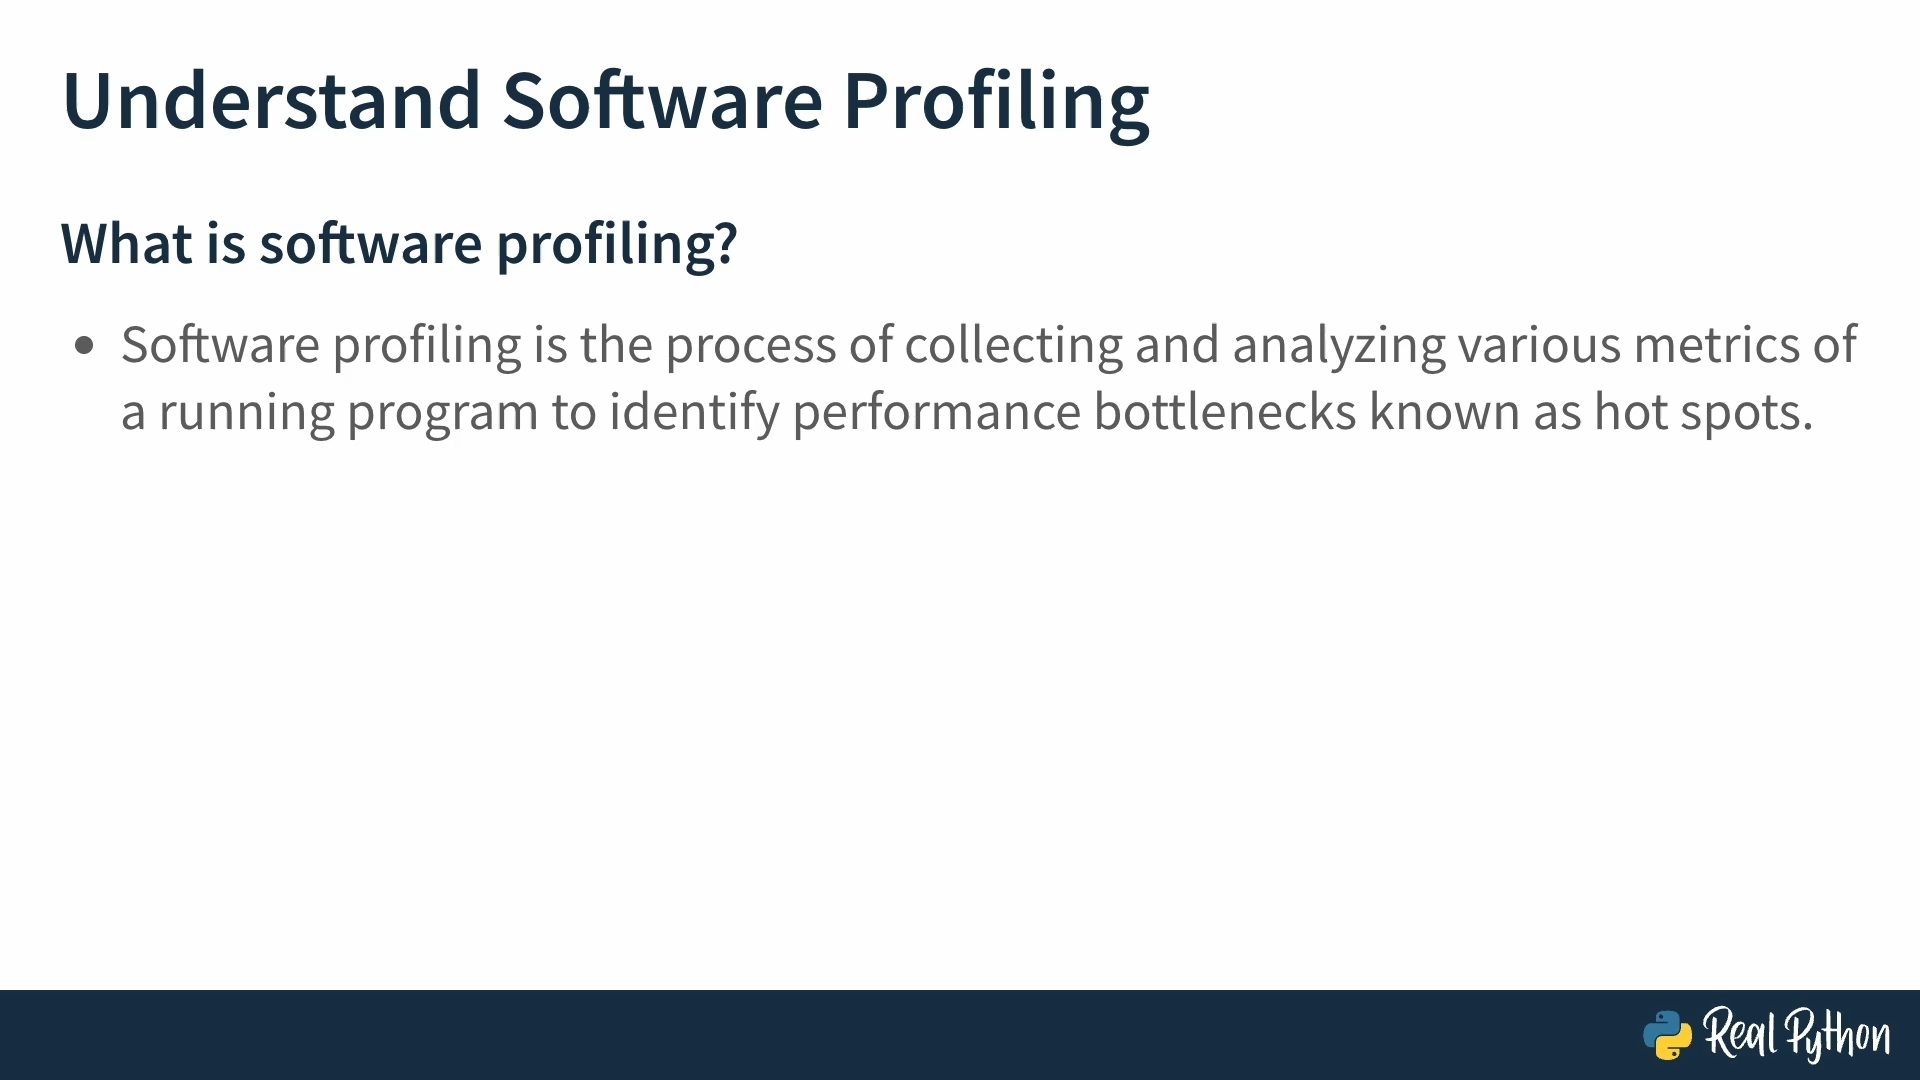 Understand Software Profiling
What is software profiling?
• Software profiling is the process of collecting and analyzing various metrics of
a running program to identify performance bottlenecks known as hot spots.
Real Python